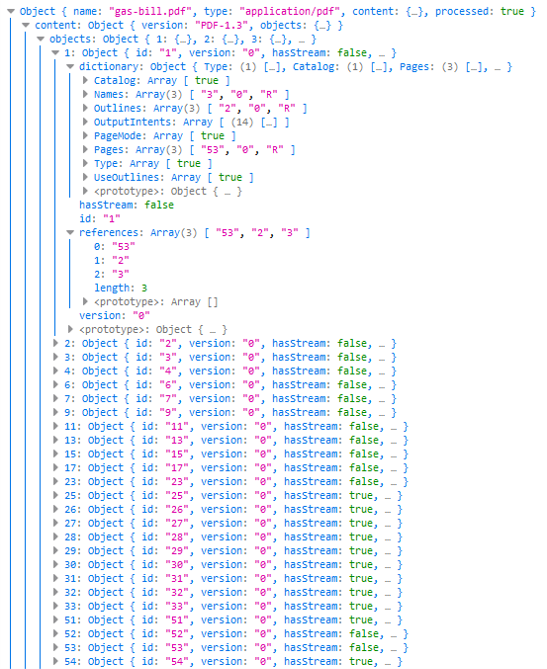 Object { name: "gas-bill.pdf", type: "application/pdf", content: {…}, processed: true }
content: Object { version: "PDF-1.3", objects: {…} }
objects: Object { 1: {…}, 2: {…}, 3: {…}, … }
1: Object { id: "1", version: "0", hasStream: false, … }
dictionary: Object { Type: (1) […], Catalog: (1) […], Pages: (3) […], … }
Catalog: Array [ true ]
Names: Array(3) [ "3", "0", "R" ]
Outlines: Array(3) [ "2", "0", "R" ]
OutputIntents: Array [ (14) […] ]
PageMode: Array [ true ]
Pages: Array(3) [ "53", "0", "R" ]
Type: Array [ true ]
UseOutlines: Array [ true ]
<prototype>: Object { … }
hasStream: false
id: "1"
references: Array(3) [ "53", "2", "3" ]
0: "53"
1: "2"
2: "3"
length: 3
<prototype>: Array []
version: "0"
<prototype>: Object { … }
2: Object { id: "2", version: "0", hasStream: false, … }
3: Object { id: "3", version: "0", hasStream: false, … }
4: Object { id: "4", version: "0", hasStream: false, … }
6: Object { id: "6", version: "0", hasStream: false, … }
7: Object { id: "7", version: "0", hasStream: false, … }
9: Object { id: "9", version: "0", hasStream: false, … }
11: Object { id: "11", version: "0", hasStream: false, … }
13: Object { id: "13", version: "0", hasStream: false, … }
15: Object { id: "15", version: "0", hasStream: false, … }
17: Object { id: "17", version: "0", hasStream: false, … }
23: Object { id: "23", version: "0", hasStream: false, … }
25: Object { id: "25", version: "0", hasStream: true, … }
26: Object { id: "26", version: "0", hasStream: true, … }
27: Object { id: "27", version: "0", hasStream: true, … }
28: Object { id: "28", version: "0", hasStream: true, … }
29: Object { id: "29", version: "0", hasStream: true, … }
30: Object { id: "30", version: "0", hasStream: true, … }
31: Object { id: "31", version: "0", hasStream: true, … }
32: Object { id: "32", version: "0", hasStream: true, … }
33: Object { id: "33", version: "0", hasStream: true, … }
51: Object { id: "51", version: "0", hasStream: true, … }
52: Object { id: "52", version: "0", hasStream: false, … }
53: Object { id: "53", version: "0", hasStream: false, … }
54: Object { id: "54", version: "0", hasStream: true, … }